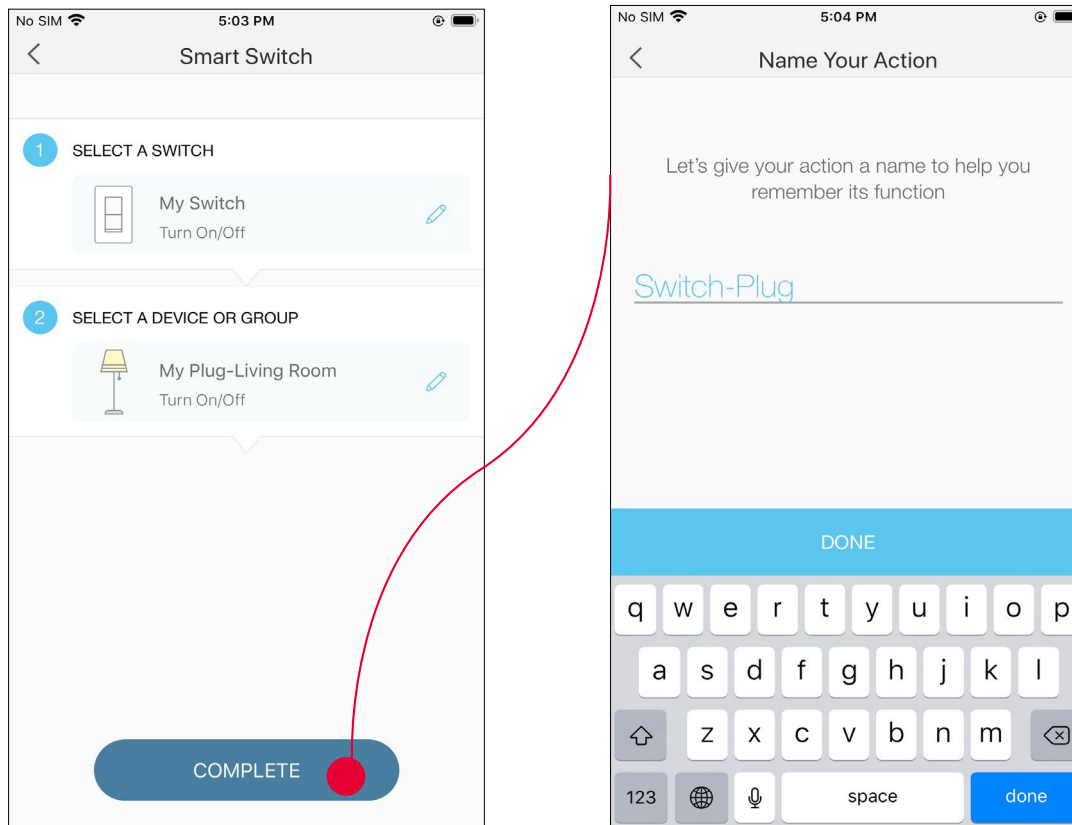 No SIM 5:03 PM
Smart Switch
1 SELECT A SWITCH
My Switch
Turn On/Off
2 SELECT A DEVICE OR GROUP
My Plug-Living Room
Turn On/Off
COMPLETE
No SIM 5:04 PM
Name Your Action
Let's give your action a name to help you
remember its function
Switch-Plug
DONE
q w e r t y u i o p
a s d f g h j k l
z x c v b n m
123 space done